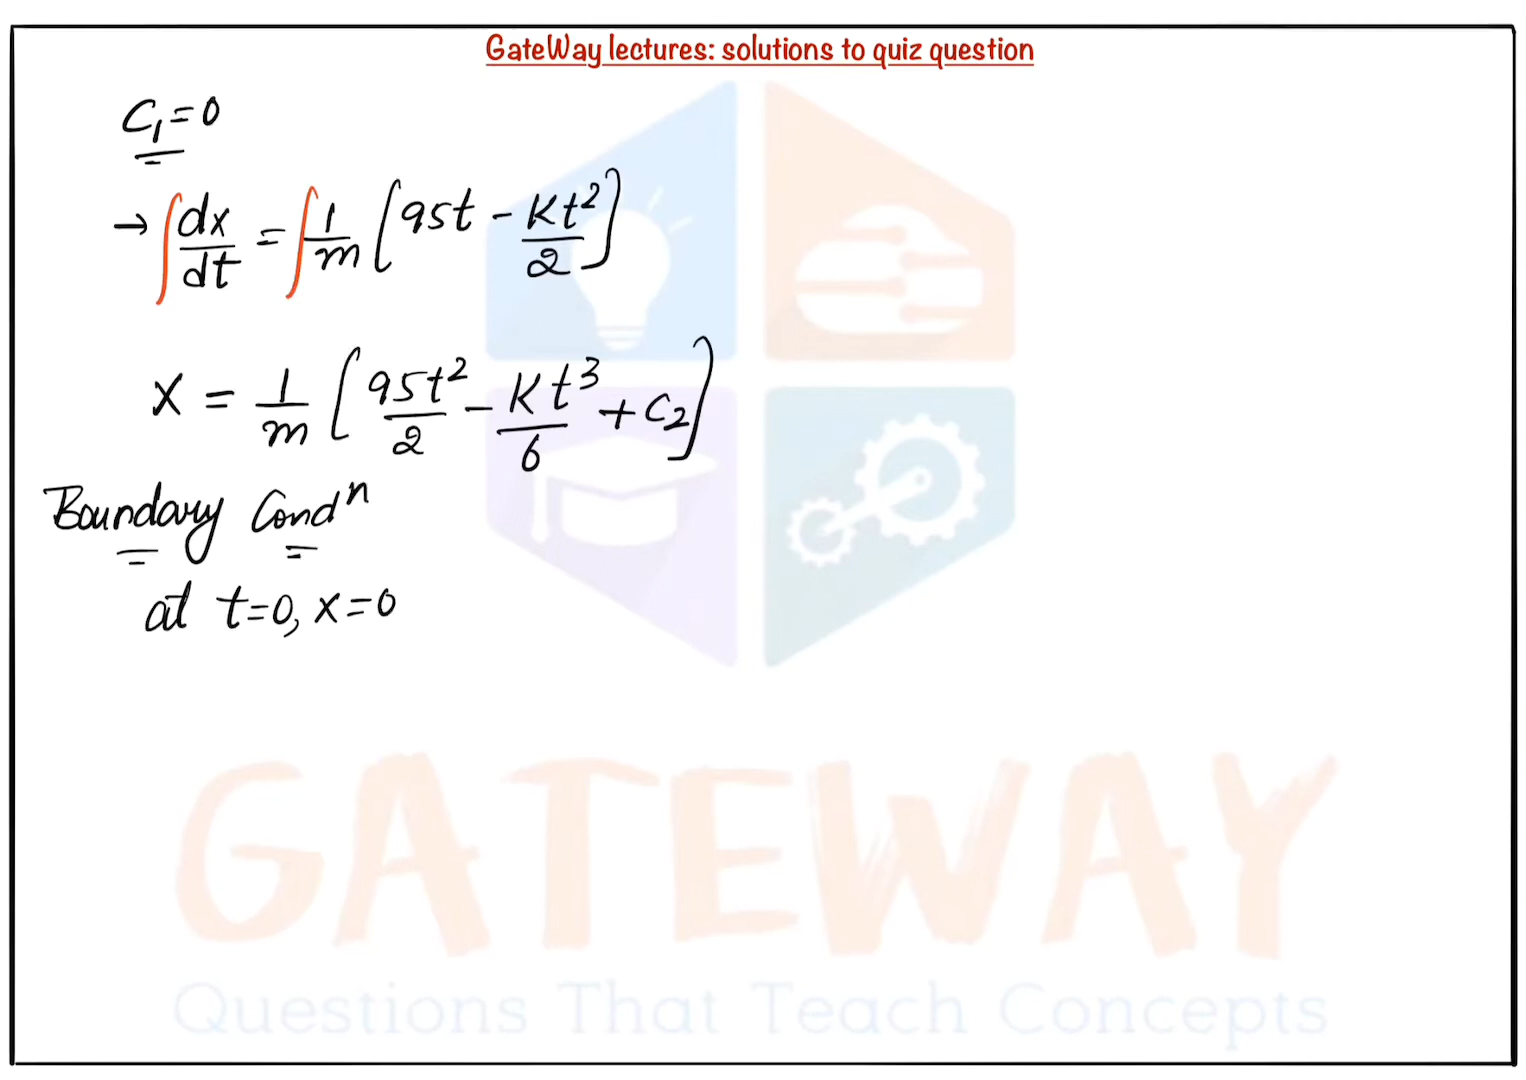 GateWay lectures: solutions to quiz question
C₁=0
→ ∫dx/dt = ∫1/m [95t - Kt²/2]
x = 1/m [95t²/2 - Kt³/6 + C₂]
Boundary Condⁿ
at t=0, x=0
GATEWAY
Questions That Teach Concepts